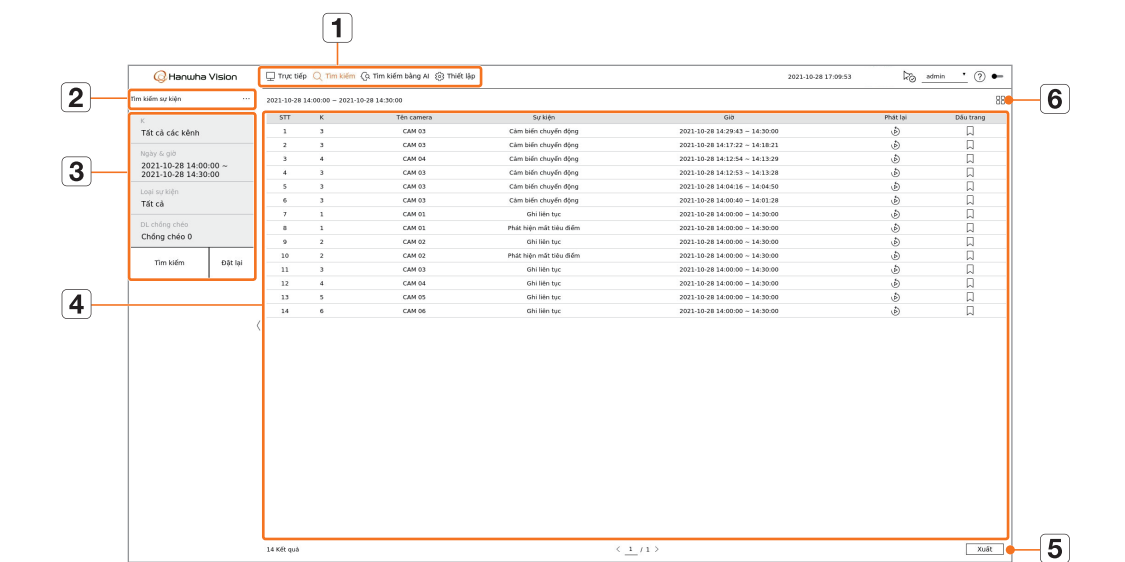 1
Hanwha Vision
Trực tiếp Tìm kiếm Tìm kiếm bằng AI Thiết lập
2021-10-28 17:09:53
admin
?
2
Tìm kiếm sự kiện ...
2021-10-28 14:00:00 ~ 2021-10-28 14:30:00
6
3
K
Tất cả các kênh
Ngày & giờ
2021-10-28 14:00:00 ~
2021-10-28 14:30:00
Loại sự kiện
Tất cả
DL chồng chéo
Chồng chéo 0
Tìm kiếm Đặt lại
4
STT K Tên camera Sự kiện Giờ Phát lại Dấu trang
1 3 CAM 03 Cảm biến chuyển động 2021-10-28 14:29:43 ~ 14:30:00
2 3 CAM 03 Cảm biến chuyển động 2021-10-28 14:17:22 ~ 14:18:21
3 4 CAM 04 Cảm biến chuyển động 2021-10-28 14:12:54 ~ 14:13:29
4 3 CAM 03 Cảm biến chuyển động 2021-10-28 14:12:53 ~ 14:13:28
5 3 CAM 03 Cảm biến chuyển động 2021-10-28 14:04:16 ~ 14:04:50
6 3 CAM 03 Cảm biến chuyển động 2021-10-28 14:00:40 ~ 14:01:28
7 1 CAM 01 Ghi liên tục 2021-10-28 14:00:00 ~ 14:30:00
8 1 CAM 01 Phát hiện mất tiêu điểm 2021-10-28 14:00:00 ~ 14:30:00
9 2 CAM 02 Ghi liên tục 2021-10-28 14:00:00 ~ 14:30:00
10 2 CAM 02 Phát hiện mất tiêu điểm 2021-10-28 14:00:00 ~ 14:30:00
11 3 CAM 03 Ghi liên tục 2021-10-28 14:00:00 ~ 14:30:00
12 4 CAM 04 Ghi liên tục 2021-10-28 14:00:00 ~ 14:30:00
13 5 CAM 05 Ghi liên tục 2021-10-28 14:00:00 ~ 14:30:00
14 6 CAM 06 Ghi liên tục 2021-10-28 14:00:00 ~ 14:30:00
14 Kết quả
< 1 / 1 >
Xuất
5